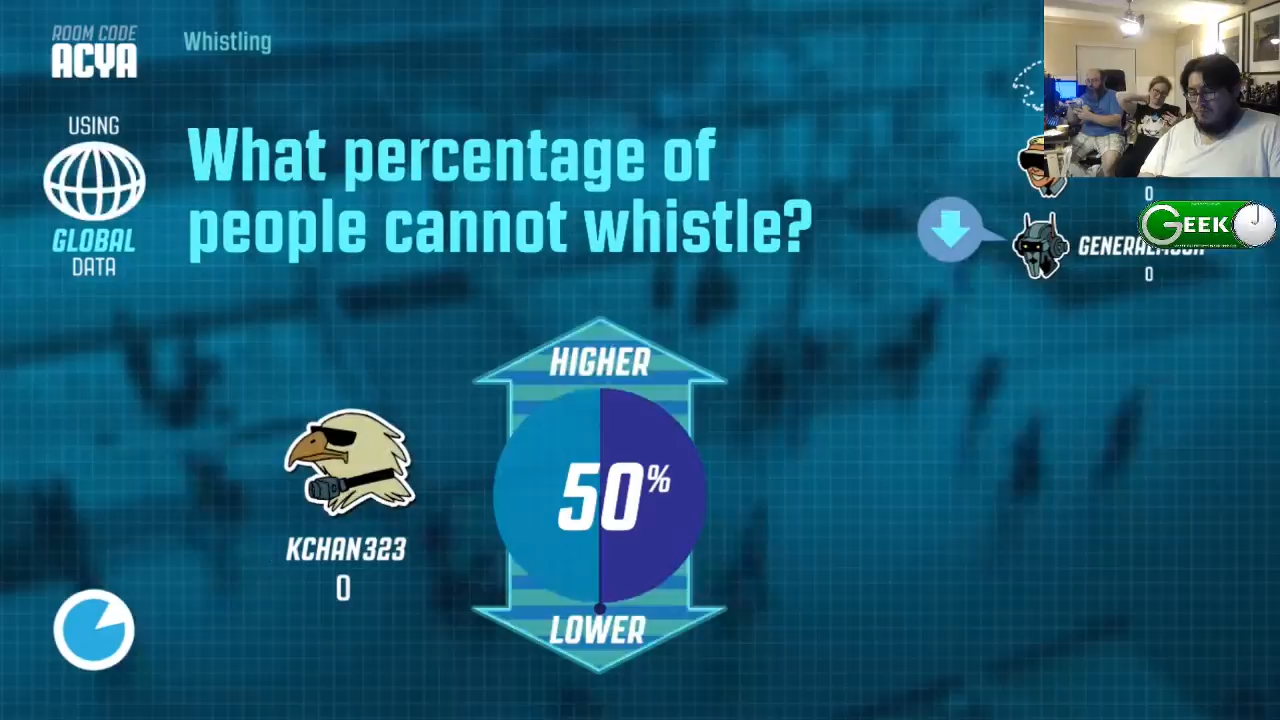 ROOM CODE
ACYA
Whistling
USING
GLOBAL
DATA
What percentage of
people cannot whistle?
0
GEEK
0
HIGHER
50%
LOWER
KCHAN323
0